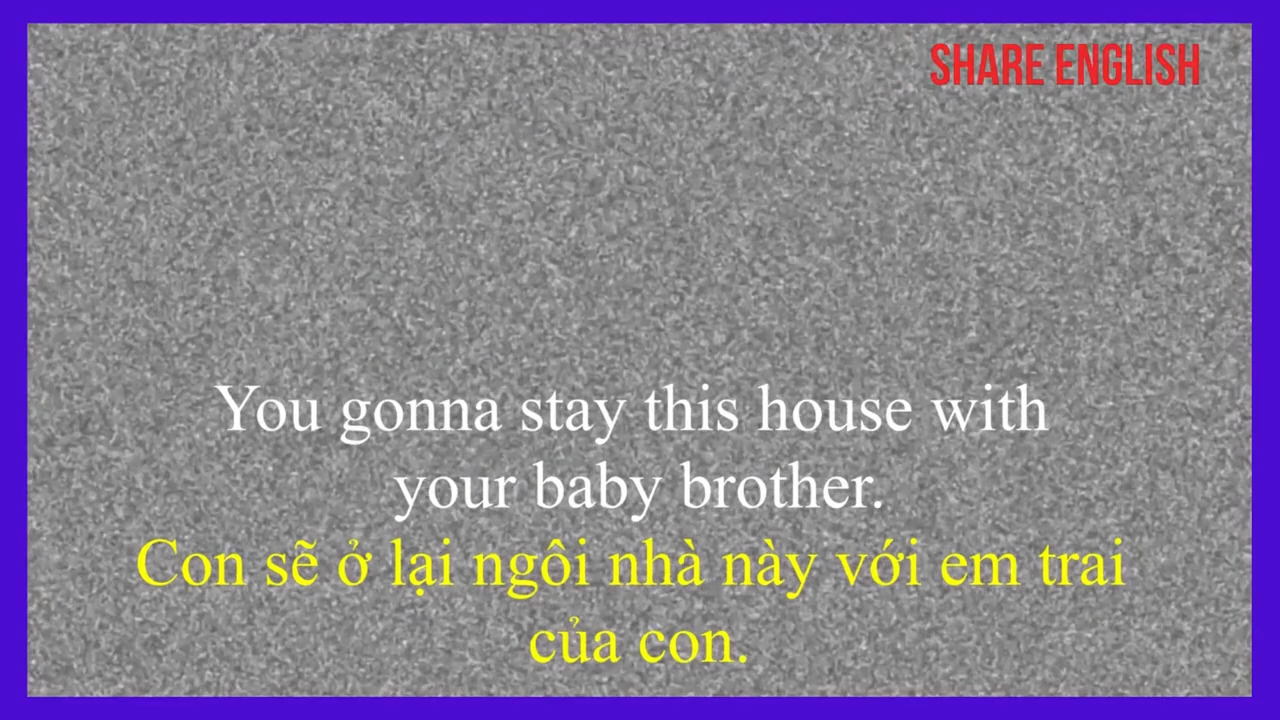 SHARE ENGLISH
You gonna stay this house with
your baby brother.
Con sẽ ở lại ngôi nhà này với em trai
của con.